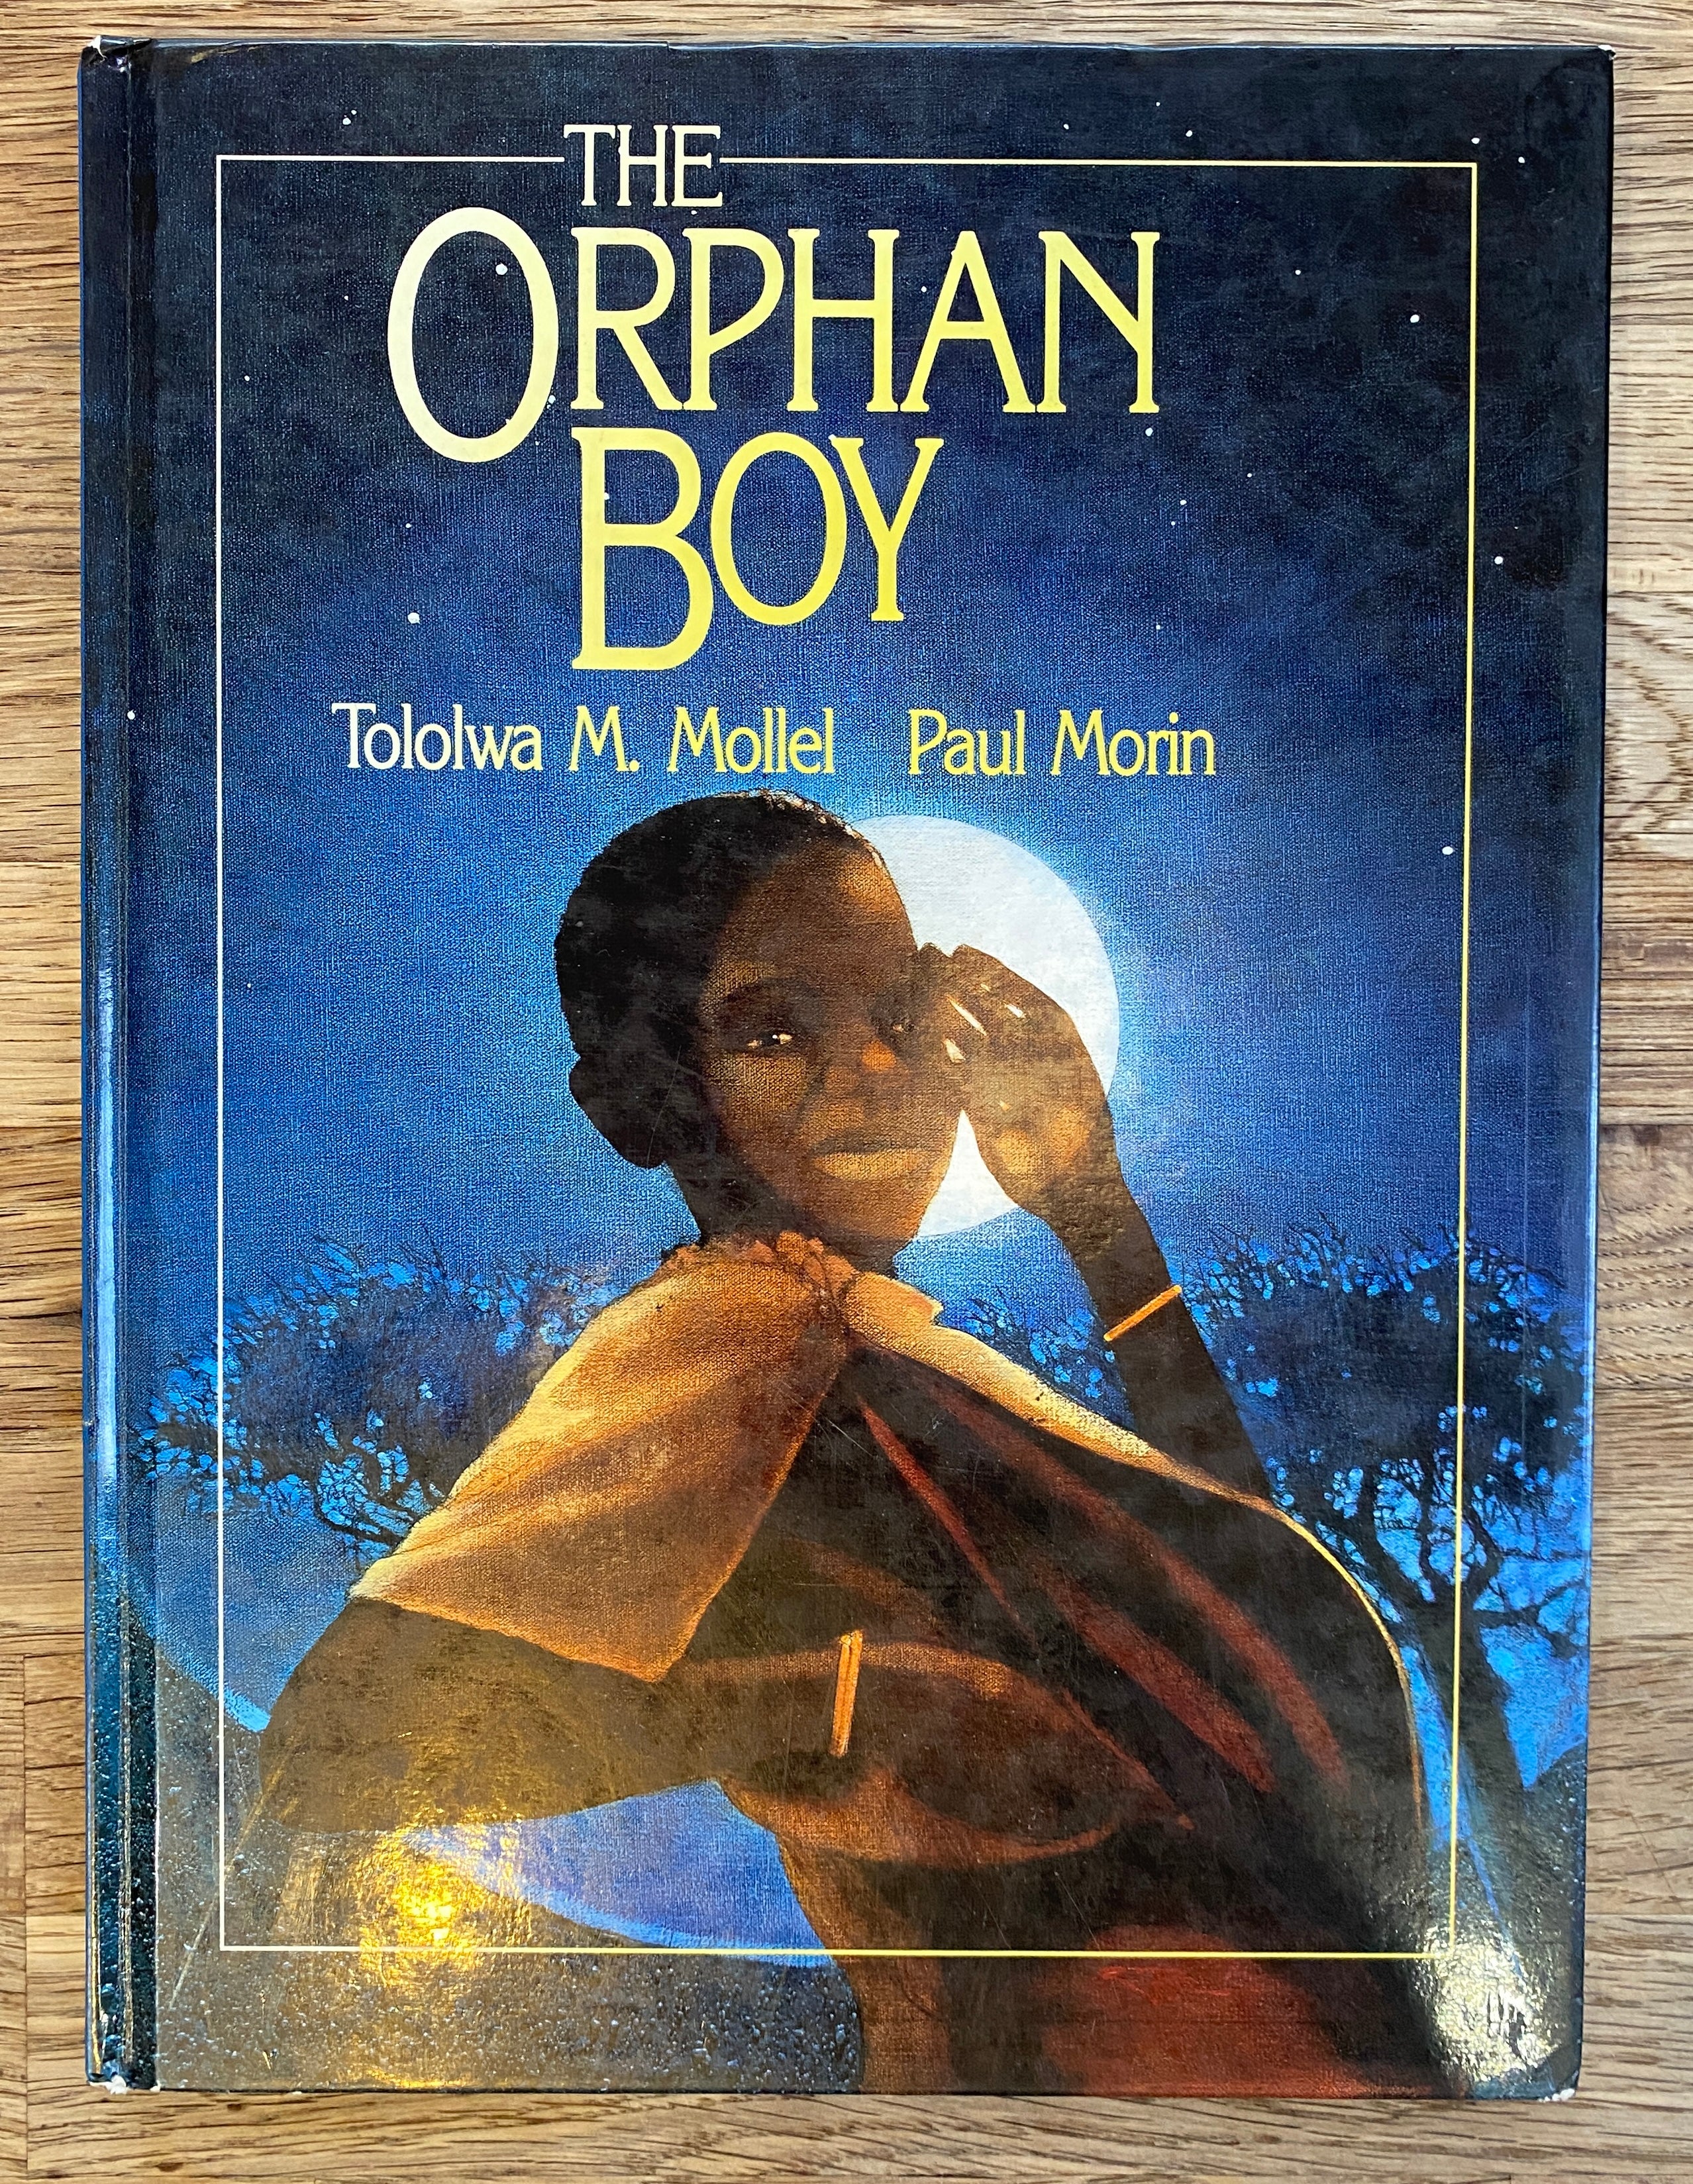 THE
ORPHAN
BOY
Tololwa M. Mollel Paul Morin